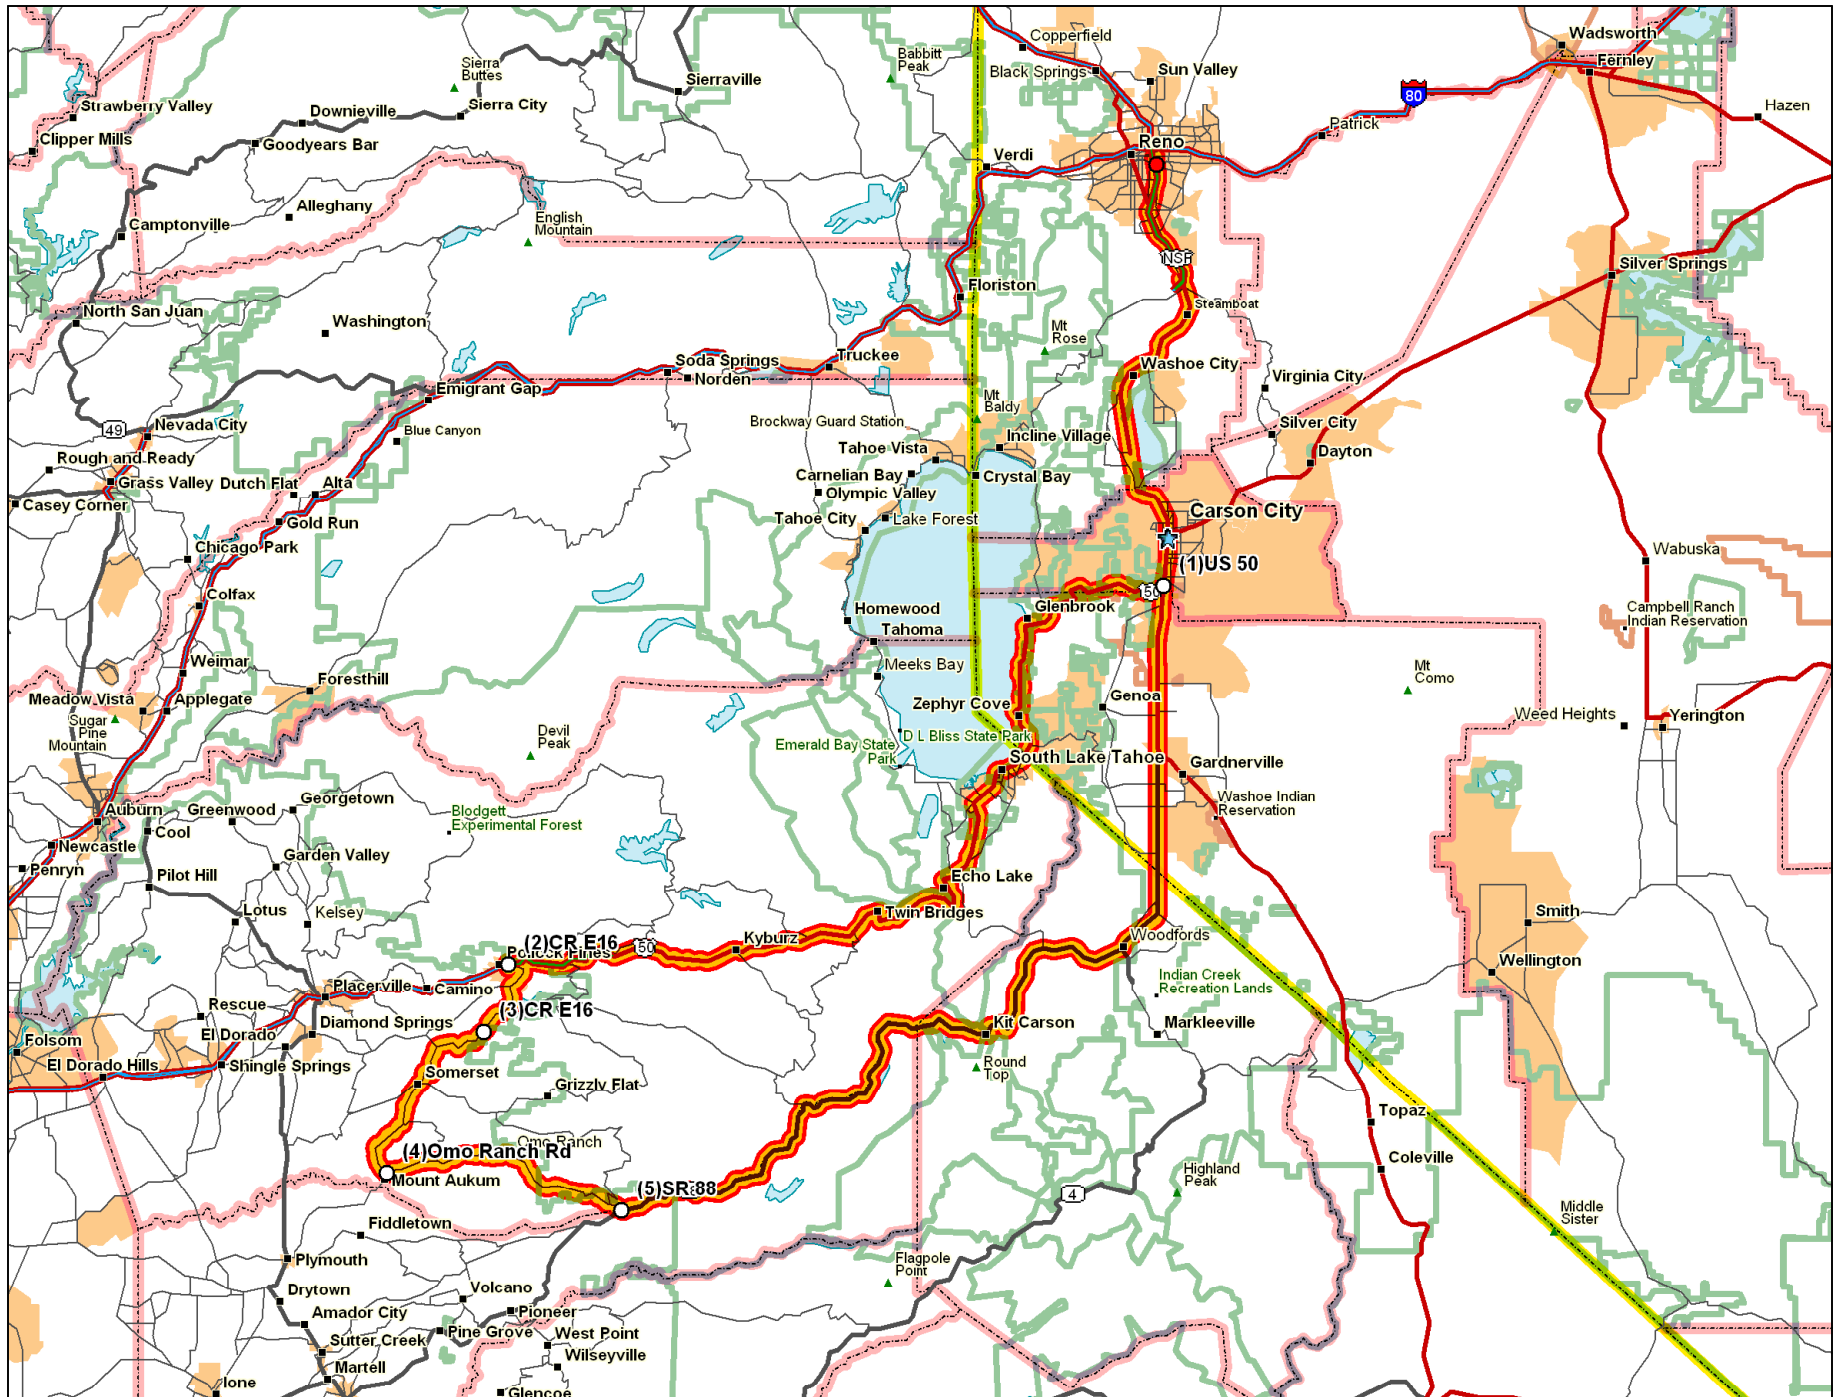 Copperfield
Wadsworth
Sierra
Buttes
Babbitt
Peak
Fernley
Sierraville
Black Springs
Sun Valley
80
Strawberry Valley
Downieville
Sierra City
Hazen
Patrick
Clipper Mills
Goodyears Bar
Reno
Verdi
Alleghany
English
Mountain
Camptonville
NSR
Silver Springs
Floriston
Steamboat
North San Juan
Washington
Mt
Rose
Soda Springs
Truckee
Washoe City
Norden
Virginia City
Emigrant Gap
Mt
Baldy
49
Nevada City
Blue Canyon
Brockway Guard Station
Incline Village
Silver City
Tahoe Vista
Dayton
Rough and Ready
Carnelian Bay
Crystal Bay
Grass Valley
Dutch Flat
Alta
Olympic Valley
Casey Corner
Carson City
Gold Run
Tahoe City
Lake Forest
Chicago Park
Wabuska
(1)US 50
50
Colfax
Homewood
Glenbrook
Campbell Ranch
Indian Reservation
Tahoma
Weimar
Meeks Bay
Mt
Como
Foresthill
Meadow Vista
Applegate
Genoa
Zephyr Cove
Sugar
Pine
Mountain
Weed Heights
Yerington
Devil
Peak
D L Bliss State Park
Emerald Bay State
Park
South Lake Tahoe
Gardnerville
Georgetown
Washoe Indian
Reservation
Auburn
Greenwood
Blodgett
Experimental Forest
Cool
Newcastle
Garden Valley
Penryn
Pilot Hill
Echo Lake
Lotus
Kelsey
Twin Bridges
Smith
(2)CR E16
Pollock Pines
50
Kyburz
Woodfords
Wellington
Indian Creek
Recreation Lands
Placerville
Camino
Rescue
(3)CR E16
Diamond Springs
Kit Carson
Markleeville
El Dorado
Folsom
El Dorado Hills
Shingle Springs
Somerset
Round
Top
Grizzly Flat
Topaz
Omo Ranch
(4)Omo Ranch Rd
Coleville
Mount Aukum
Highland
Peak
(5)SR 88
4
Fiddletown
Middle
Sister
Plymouth
Flagpole
Point
Drytown
Volcano
Amador City
Pioneer
Sutter Creek
Pine Grove
West Point
Wilseyville
Martell
Ione
Glencoe